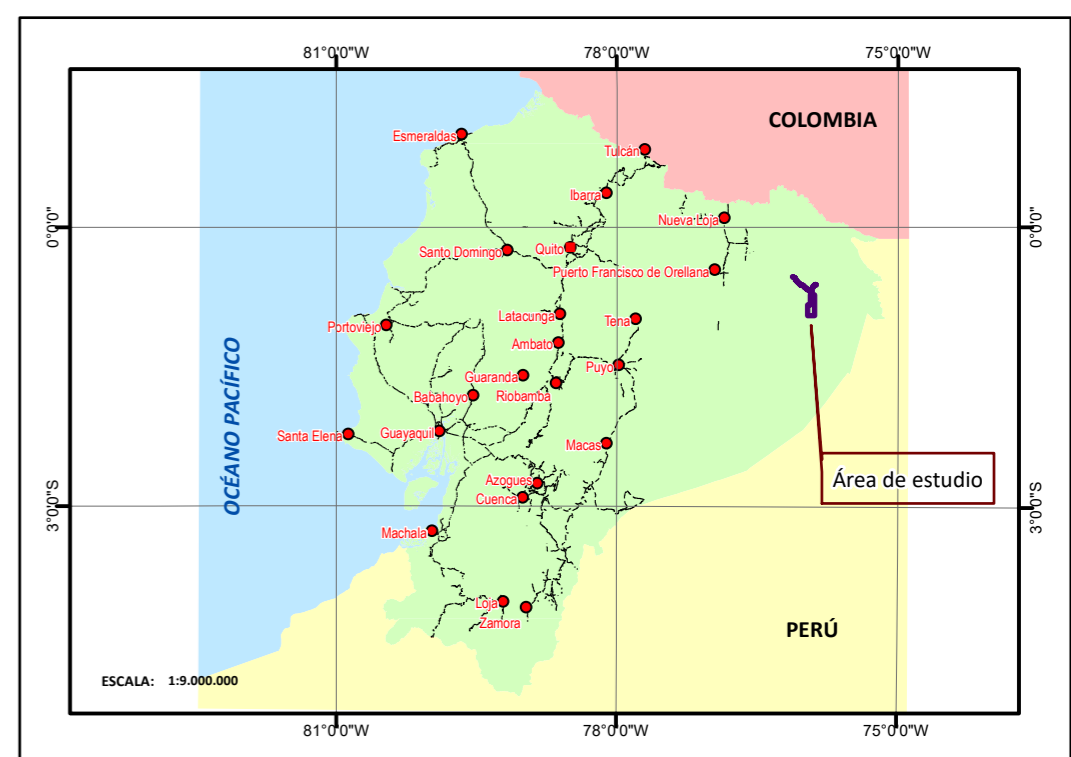 81°0'0"W 78°0'0"W 75°0'0"W
COLOMBIA
Esmeraldas
Tulcán
Ibarra
Nueva Loja
0°0'0" 0°0'0"
Santo Domingo Quito
Puerto Francisco de Orellana
Latacunga Tena
Portoviejo
Ambato
Puyo
Guaranda
Riobamba
Babahoyo
OCÉANO PACÍFICO
Santa Elena Guayaquil
Macas
Área de estudio
Azogues
Cuenca
3°0'0"S 3°0'0"S
Machala
Loja
Zamora
PERÚ
ESCALA: 1:9.000.000
81°0'0"W 78°0'0"W 75°0'0"W